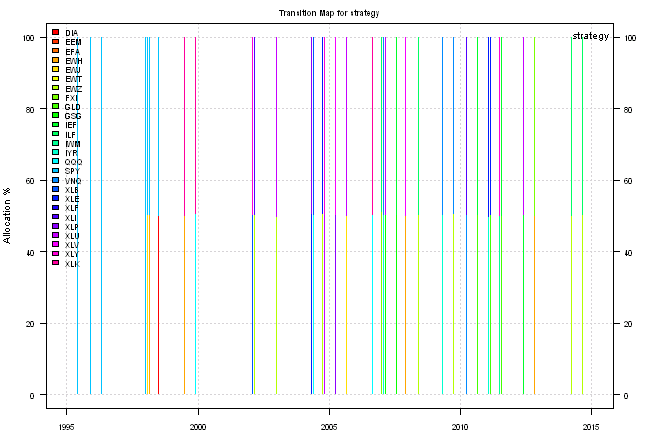 Transition Map for strategy
strategy
Allocation %
100
80
60
40
20
0
100
80
60
40
20
0
DIA
EEM
EFA
EWH
EWJ
EWT
EWZ
FXI
GLD
GSG
IEF
ILF
IWM
IYR
QQQ
SPY
VNQ
XLB
XLE
XLF
XLI
XLP
XLU
XLV
XLY
XLK
1995
2000
2005
2010
2015